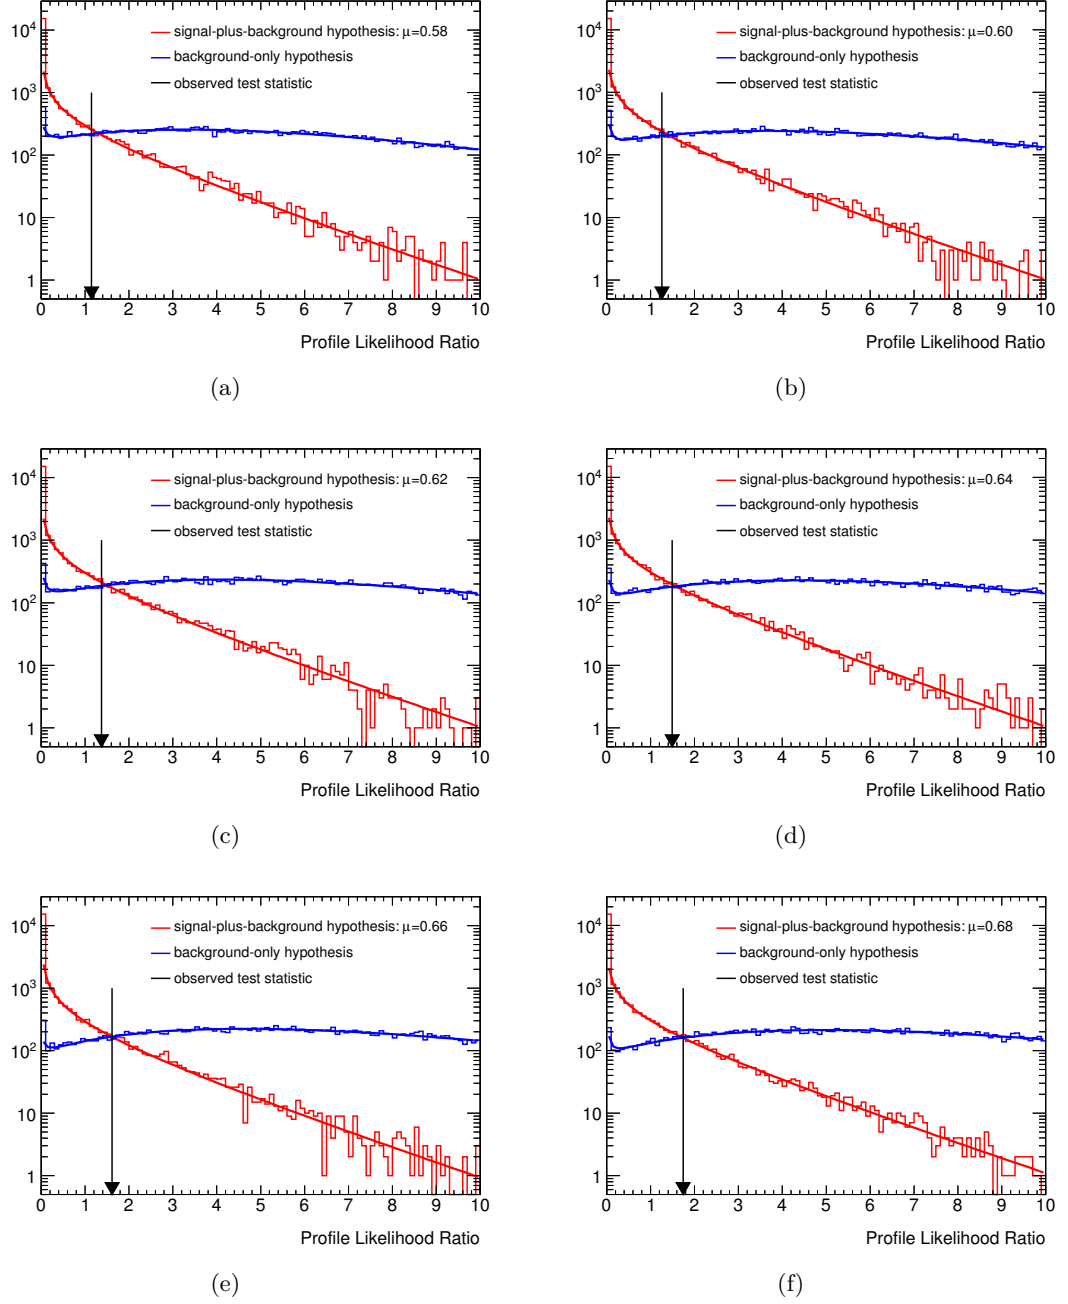 10⁴
10³
10²
10
1
signal-plus-background hypothesis: μ=0.58
background-only hypothesis
observed test statistic
0 1 2 3 4 5 6 7 8 9 10
Profile Likelihood Ratio
(a)
10⁴
10³
10²
10
1
signal-plus-background hypothesis: μ=0.60
background-only hypothesis
observed test statistic
0 1 2 3 4 5 6 7 8 9 10
Profile Likelihood Ratio
(b)
10⁴
10³
10²
10
1
signal-plus-background hypothesis: μ=0.62
background-only hypothesis
observed test statistic
0 1 2 3 4 5 6 7 8 9 10
Profile Likelihood Ratio
(c)
10⁴
10³
10²
10
1
signal-plus-background hypothesis: μ=0.64
background-only hypothesis
observed test statistic
0 1 2 3 4 5 6 7 8 9 10
Profile Likelihood Ratio
(d)
10⁴
10³
10²
10
1
signal-plus-background hypothesis: μ=0.66
background-only hypothesis
observed test statistic
0 1 2 3 4 5 6 7 8 9 10
Profile Likelihood Ratio
(e)
10⁴
10³
10²
10
1
signal-plus-background hypothesis: μ=0.68
background-only hypothesis
observed test statistic
0 1 2 3 4 5 6 7 8 9 10
Profile Likelihood Ratio
(f)